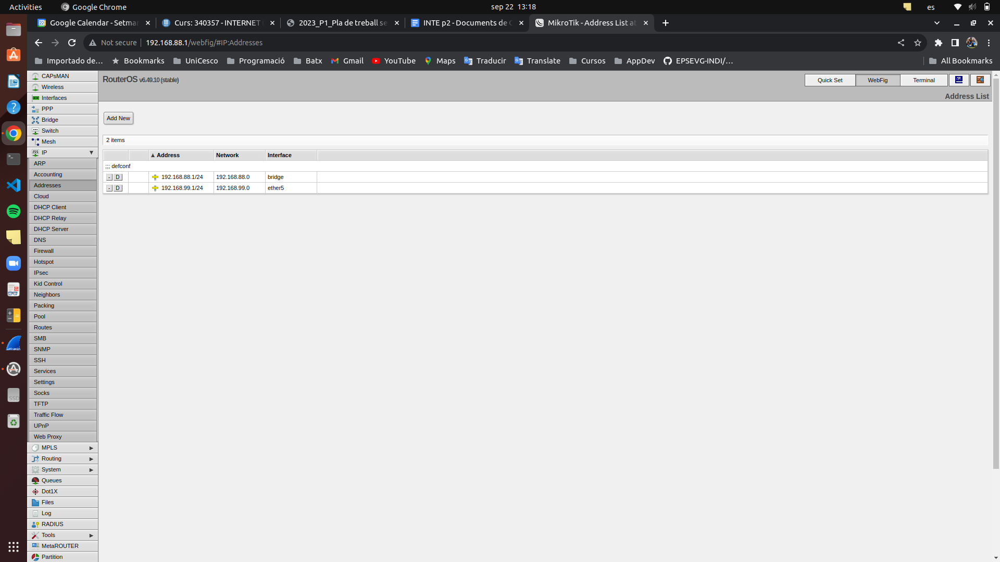 Activities
Google Chrome
sep 22 13:18
es
Google Calendar - Setmar
Curs: 340357 - INTERNET
2023_P1_Pla de treball se
INTE p2 - Documents de G
MikroTik - Address List at
Not secure
192.168.88.1/webfig/#IP:Addresses
Importado de...
Bookmarks
UniCesco
Programació
Batx
Gmail
YouTube
Maps
Traducir
Translate
Cursos
AppDev
EPSEVG-INDI/...
All Bookmarks
CAPsMAN
Wireless
Interfaces
PPP
Bridge
Switch
Mesh
IP
ARP
Accounting
Addresses
Cloud
DHCP Client
DHCP Relay
DHCP Server
DNS
Firewall
Hotspot
IPsec
Kid Control
Neighbors
Packing
Pool
Routes
SMB
SNMP
SSH
Services
Settings
Socks
TFTP
Traffic Flow
UPnP
Web Proxy
MPLS
Routing
System
Queues
Dot1X
Files
Log
RADIUS
Tools
MetaROUTER
Partition
RouterOS v6.49.10 (stable)
Quick Set
WebFig
Terminal
Address List
Add New
2 items
Address Network Interface
;;; defconf
- D 192.168.88.1/24 192.168.88.0 bridge
- D 192.168.99.1/24 192.168.99.0 ether5